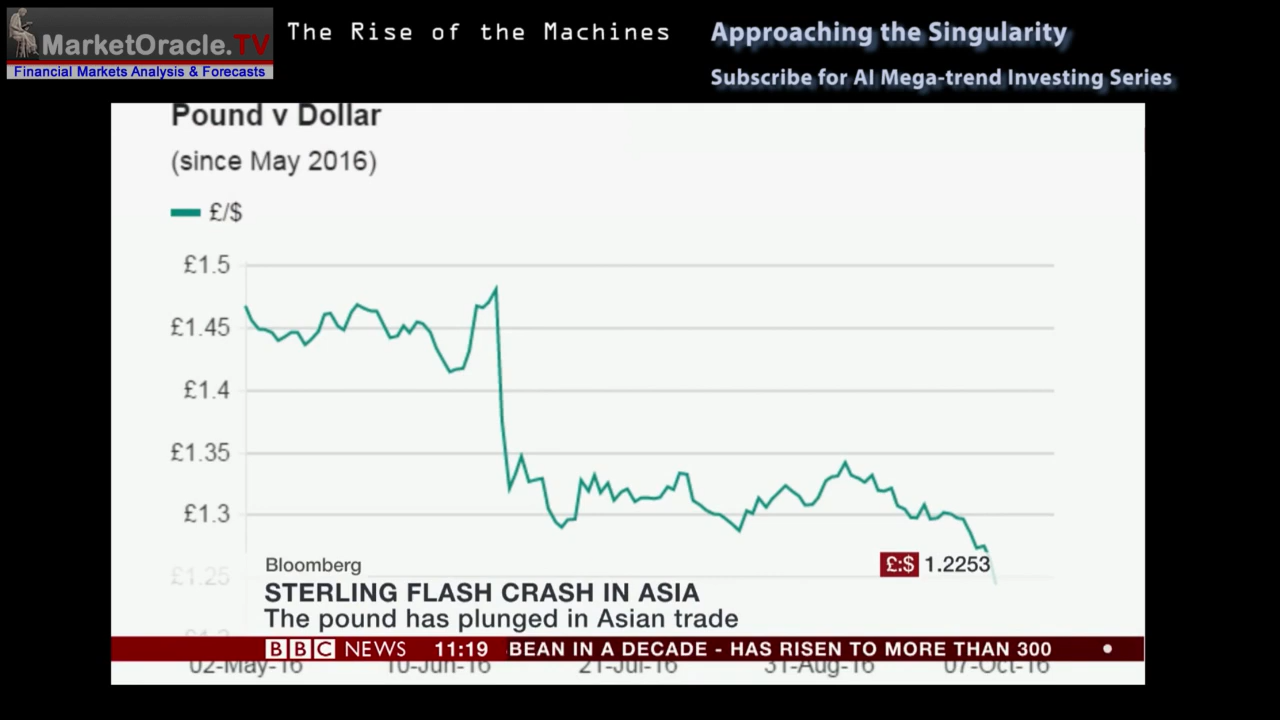 MarketOracle.TV
Financial Markets Analysis & Forecasts
The Rise of the Machines
Approaching the Singularity
Subscribe for AI Mega-trend Investing Series
Pound v Dollar
(since May 2016)
£/$
£1.5
£1.45
£1.4
£1.35
£1.3
£1.25
Bloomberg
£:$ 1.2253
STERLING FLASH CRASH IN ASIA
The pound has plunged in Asian trade
BBC NEWS 11:19 BEAN IN A DECADE - HAS RISEN TO MORE THAN 300
02-May-16 10-Jun-16 21-Jul-16 31-Aug-16 07-Oct-16